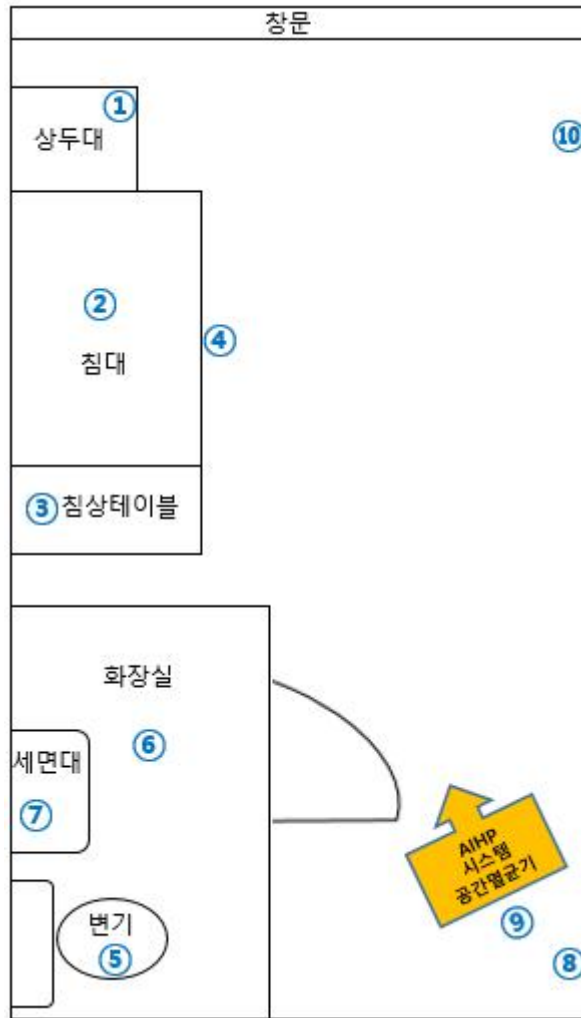 창문
①
상두대
⑩
②
침대
④
③ 침상테이블
화장실
⑥
세면대
⑦
AIHP
시스템
공간멸균기
⑨
변기
⑤
⑧